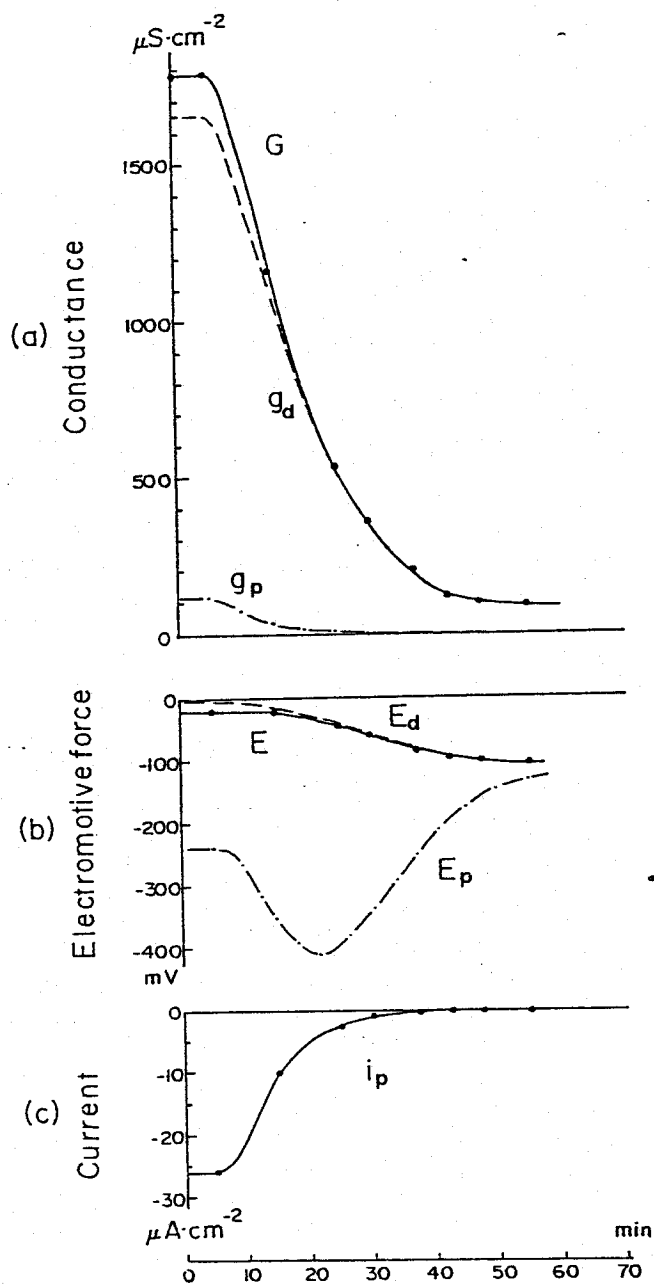 μS·cm⁻²
1500
1000
500
0
(a) Conductance
G
g_d
g_p
0
-100
-200
-300
-400
mV
(b) Electromotive force
E
E_d
E_p
0
-10
-20
-30
μA·cm⁻²
(c) Current
i_p
min
0 10 20 30 40 50 60 70